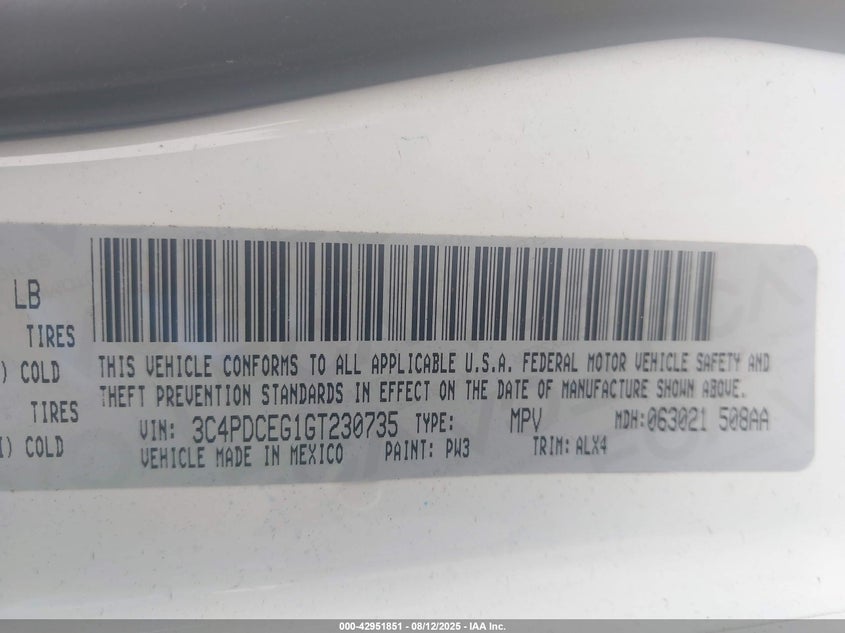 LB
TIRES
) COLD
TIRES
) COLD
THIS VEHICLE CONFORMS TO ALL APPLICABLE U.S.A. FEDERAL MOTOR VEHICLE SAFETY AND
THEFT PREVENTION STANDARDS IN EFFECT ON THE DATE OF MANUFACTURE SHOWN ABOVE.
VIN: 3C4PDCEG1GT230735 TYPE: MPV MDH: 063021 508AA
VEHICLE MADE IN MEXICO PAINT: PW3 TRIM: ALX4
000-42951851 - 08/12/2025 - IAA Inc.